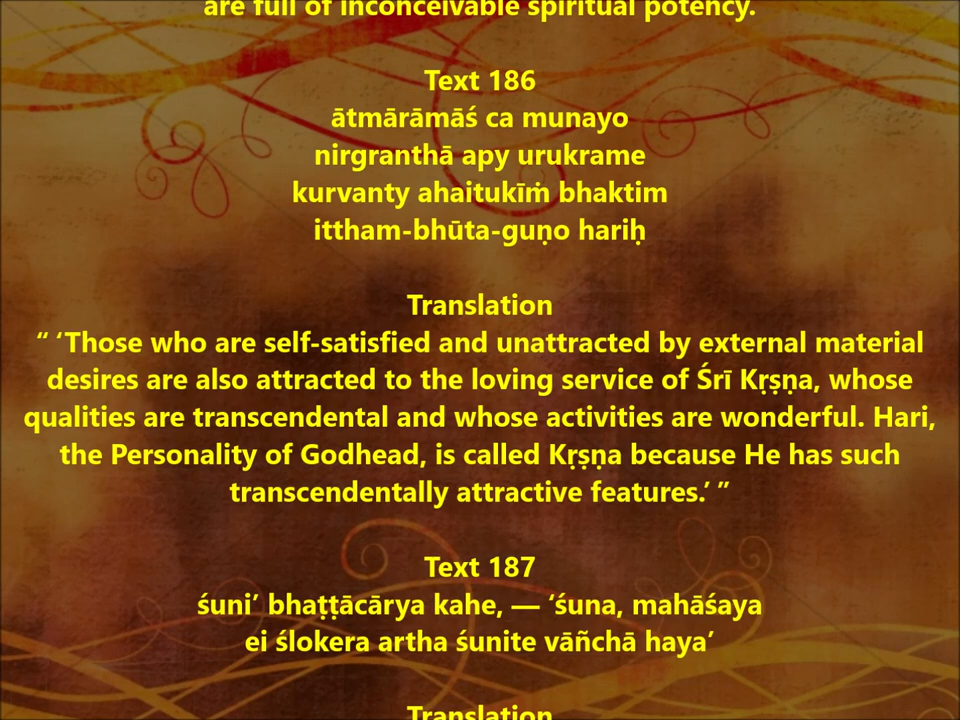 are full of inconceivable spiritual potency.
Text 186
ātmārāmāś ca munayo
nirgranthā apy urukrame
kurvanty ahaitukīṁ bhaktim
ittham-bhūta-guṇo hariḥ
Translation
“ ‘Those who are self-satisfied and unattracted by external material
desires are also attracted to the loving service of Śrī Kṛṣṇa, whose
qualities are transcendental and whose activities are wonderful. Hari,
the Personality of Godhead, is called Kṛṣṇa because He has such
transcendentally attractive features.’ ”
Text 187
śuni’ bhaṭṭācārya kahe, — ‘śuna, mahāśaya
ei ślokera artha śunite vāñchā haya’
Translation